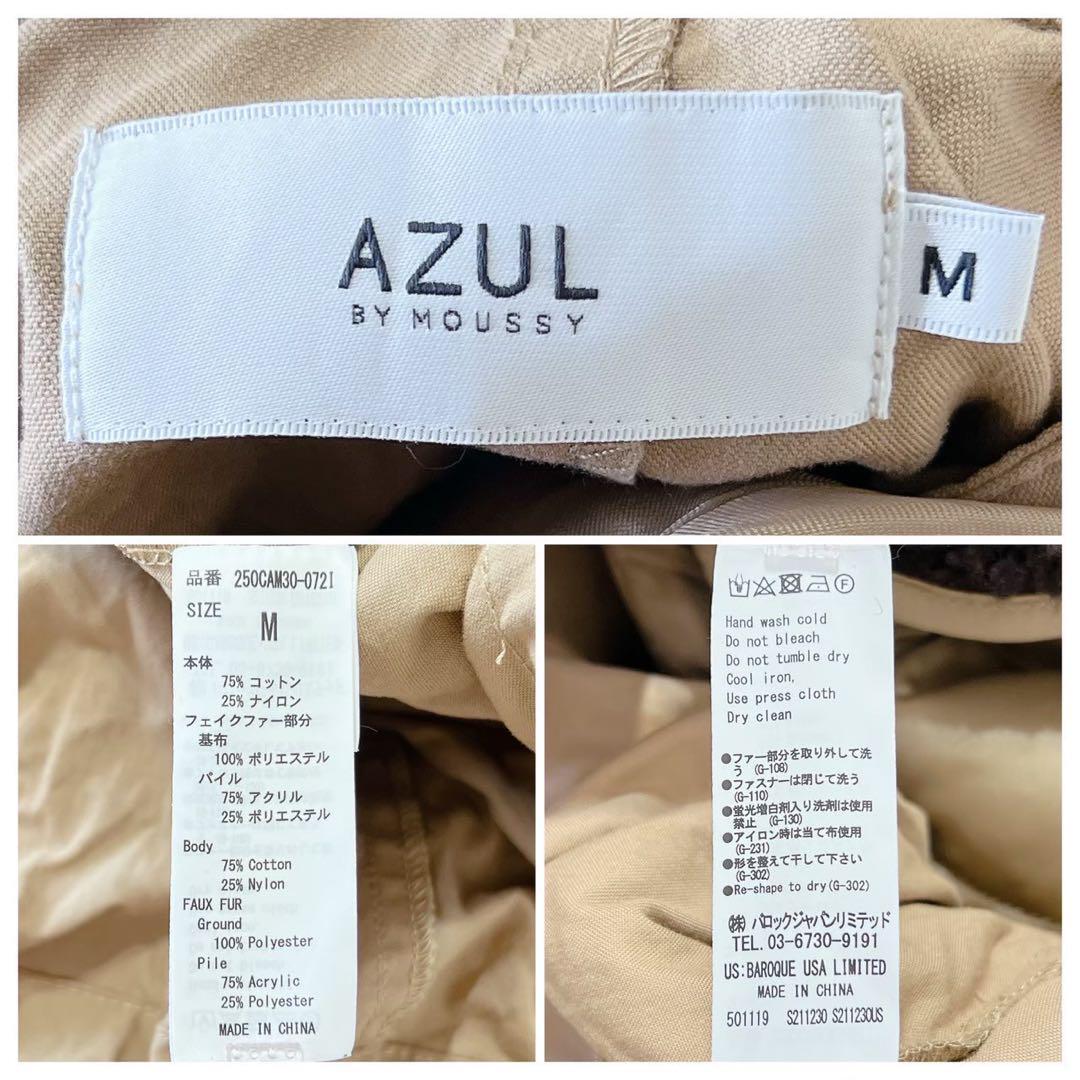 AZUL
BY MOUSSY
M
品番 250CAM30-072I
SIZE
M
本体
75% コットン
25% ナイロン
フェイクファー部分
基布
100% ポリエステル
パイル
75% アクリル
25% ポリエステル
Body
75% Cotton
25% Nylon
FAUX FUR
Ground
100% Polyester
Pile
75% Acrylic
25% Polyester
MADE IN CHINA
Hand wash cold
Do not bleach
Do not tumble dry
Cool iron,
Use press cloth
Dry clean
●ファー部分を取り外して洗
う (G-108)
●ファスナーは閉じて洗う
(G-110)
●蛍光増白剤入り洗剤は使用
禁止 (G-130)
●アイロン時は当て布使用
(G-231)
●形を整えて干して下さい
(G-302)
●Re-shape to dry(G-302)
㈱ バロックジャパンリミテッド
TEL. 03-6730-9191
US: BAROQUE USA LIMITED
MADE IN CHINA
501119 S211230 S211230US